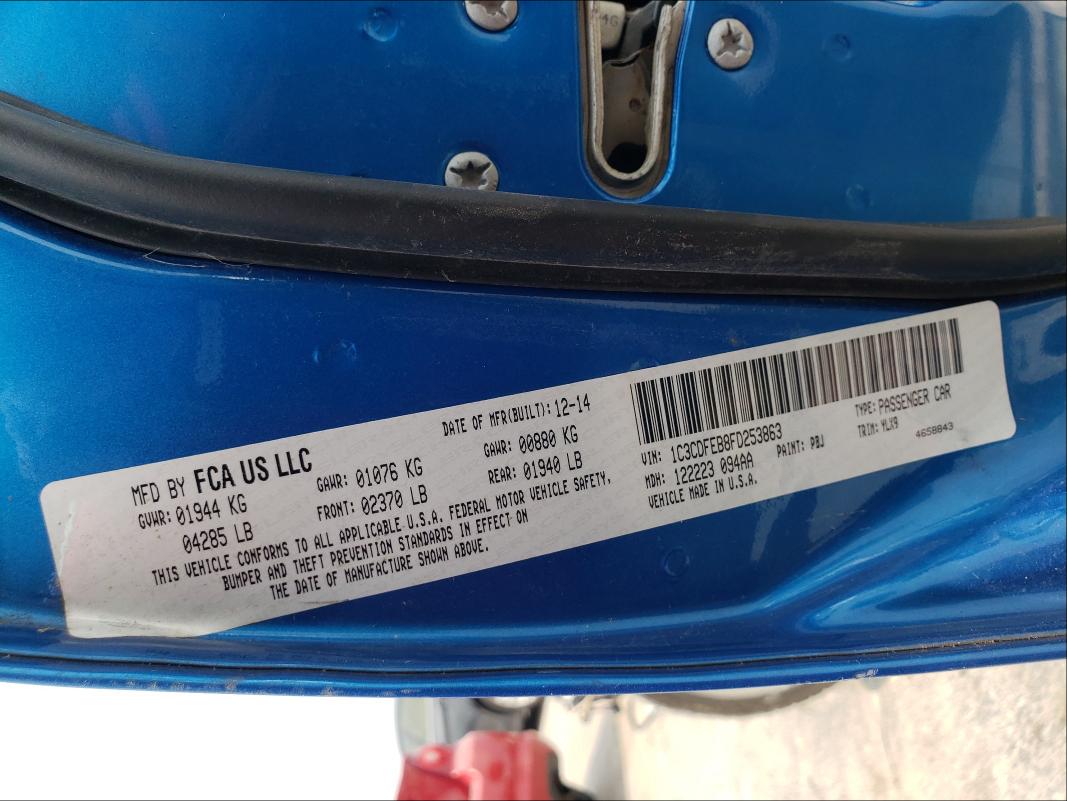 4G
DATE OF MFR(BUILT): 12-14
MFD BY FCA US LLC
GAWR: 01076 KG
GAWR: 00880 KG
GVWR: 01944 KG
FRONT: 02370 LB
REAR: 01940 LB
04285 LB
THIS VEHICLE CONFORMS TO ALL APPLICABLE U.S.A. FEDERAL MOTOR VEHICLE SAFETY,
BUMPER AND THEFT PREVENTION STANDARDS IN EFFECT ON
THE DATE OF MANUFACTURE SHOWN ABOVE.
VIN: 1C3CDFEB8FD253863
TYPE: PASSENGER CAR
MDH: 122223 094AA
PAINT: PBJ
TRIM: YLX9
VEHICLE MADE IN U.S.A.
4658843